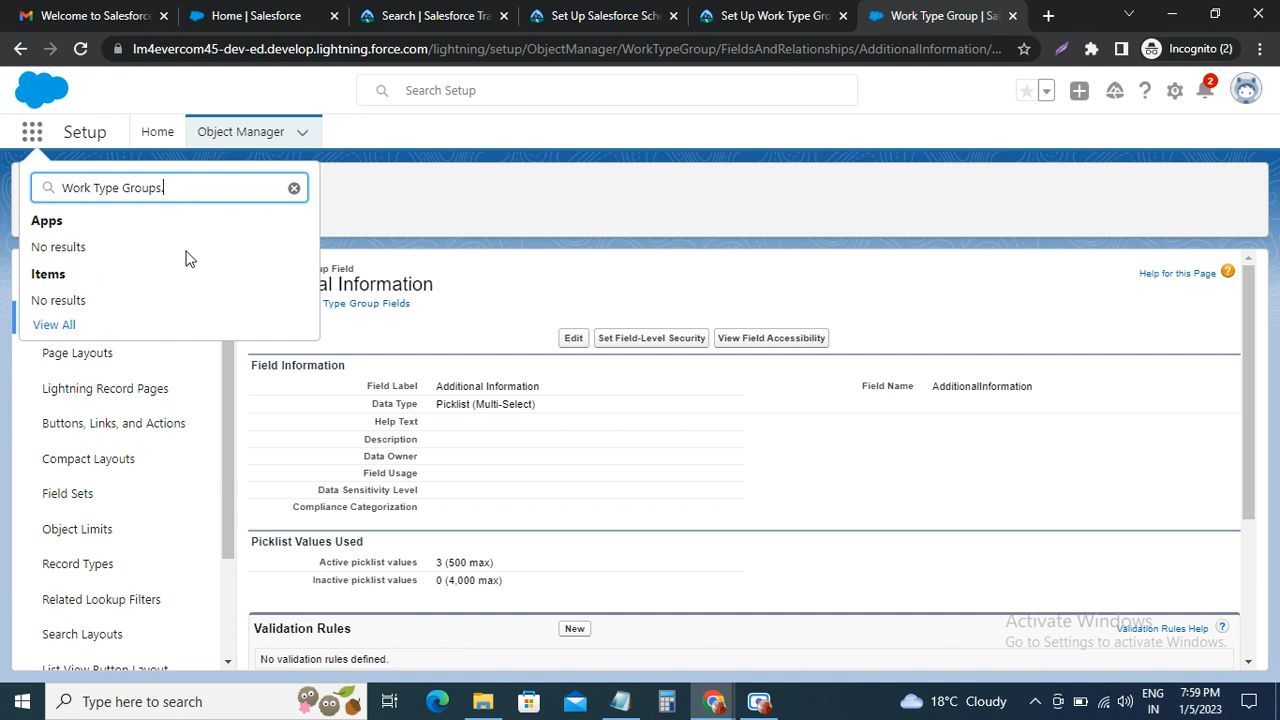 Welcome to Salesforce.c
Home | Salesforce
Search | Salesforce Tra
Set Up Salesforce Sch
Set Up Work Type Gro
Work Type Group | Sal
lm4evercom45-dev-ed.develop.lightning.force.com/lightning/setup/ObjectManager/WorkTypeGroup/FieldsAndRelationships/AdditionalInformation/...
Incognito (2)
Search Setup
2
Setup
Home
Object Manager
Work Type Groups.
Apps
No results
Items
No results
View All
Page Layouts
Lightning Record Pages
Buttons, Links, and Actions
Compact Layouts
Field Sets
Object Limits
Record Types
Related Lookup Filters
Search Layouts
List View Button Layout
up Field
al Information
Type Group Fields
Help for this Page
Edit
Set Field-Level Security
View Field Accessibility
Field Information
Field Label Additional Information
Field Name AdditionalInformation
Data Type Picklist (Multi-Select)
Help Text
Description
Data Owner
Field Usage
Data Sensitivity Level
Compliance Categorization
Picklist Values Used
Active picklist values 3 (500 max)
Inactive picklist values 0 (4,000 max)
Validation Rules
New
Validation Rules Help ?
No validation rules defined.
Activate Windows
Go to Settings to activate Windows.
Type here to search
18°C Cloudy
ENG
IN
7:59 PM
1/5/2023